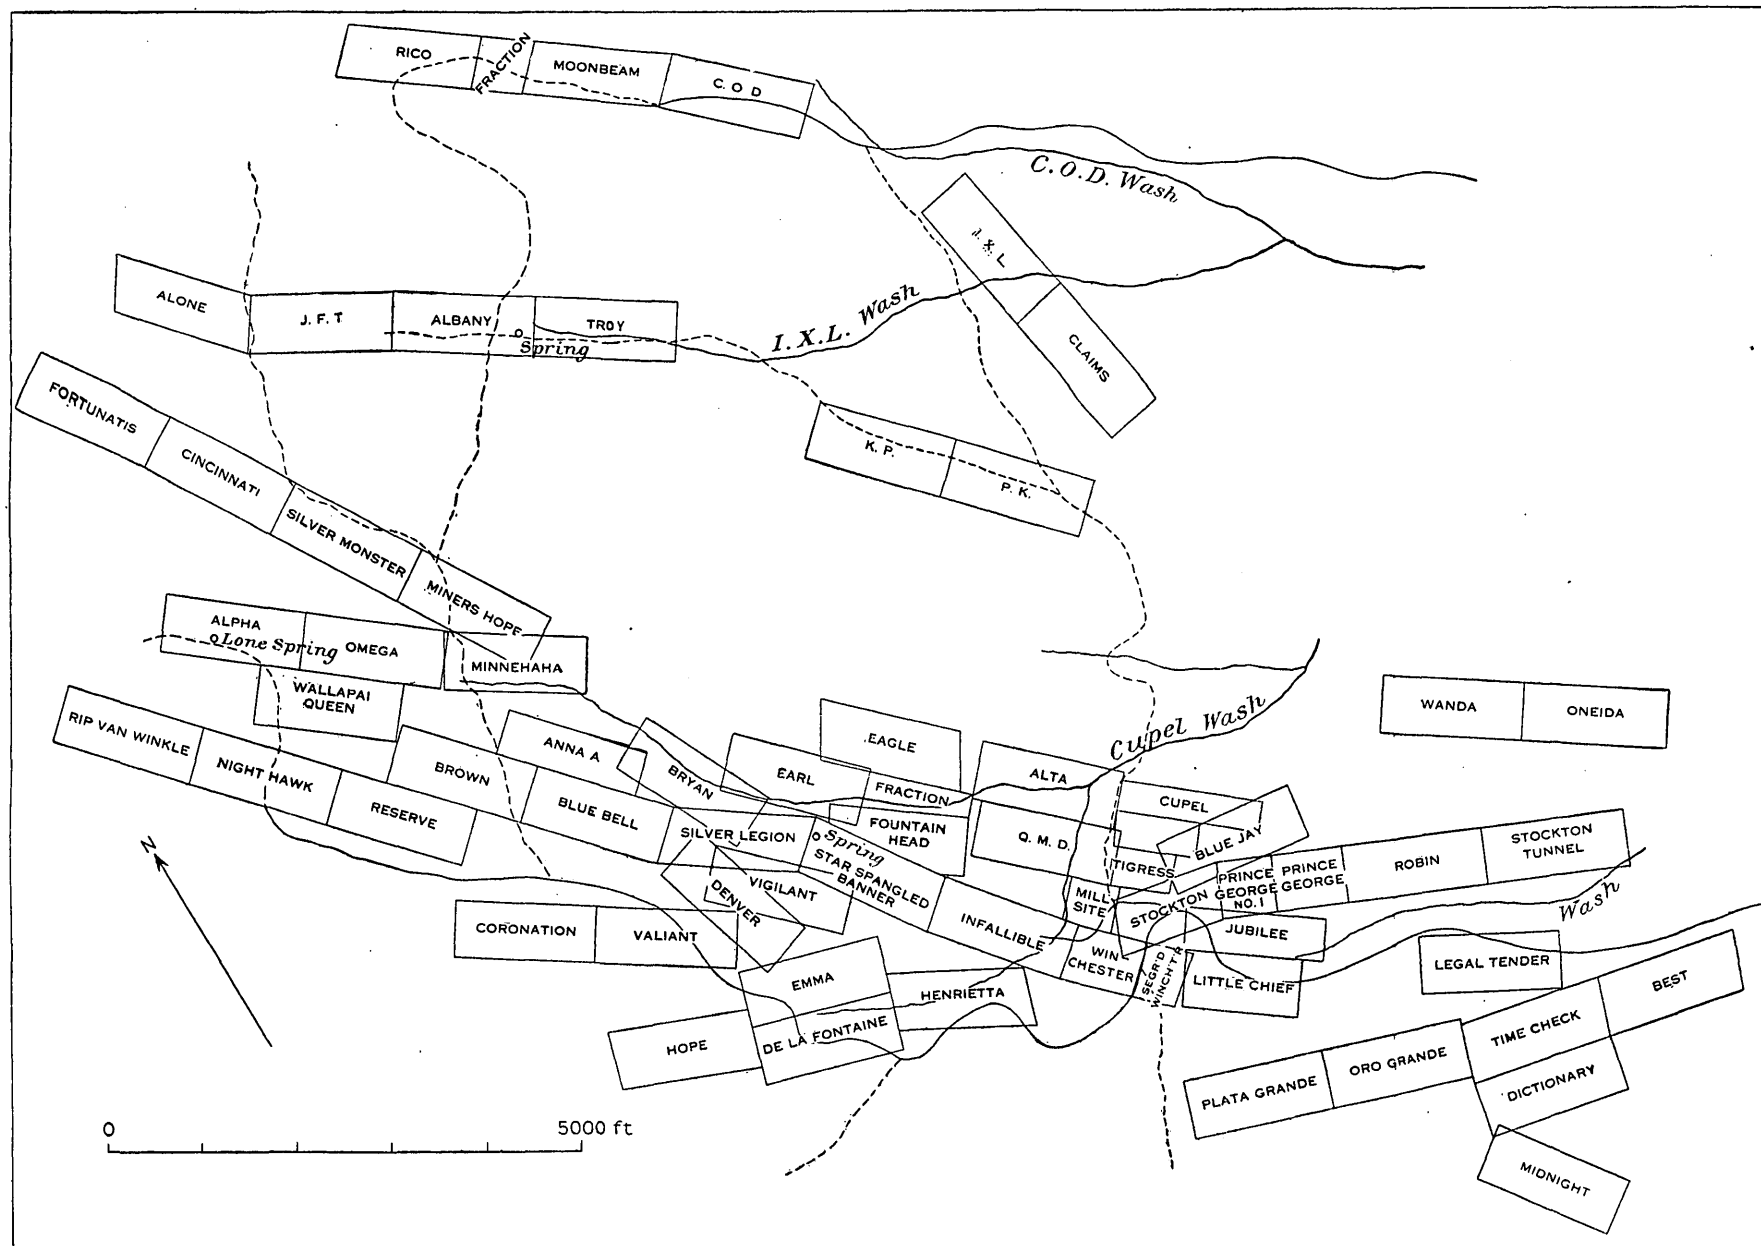 RICO
FRACTION
MOONBEAM
C. O D
C.O.D. Wash
I. X. L.
CLAIMS
ALONE
J. F. T.
ALBANY
TROY
Spring
I.X.L. Wash
K. P.
P. K.
FORTUNATIS
CINCINNATI
SILVER MONSTER
MINERS HOPE
ALPHA
Lone Spring
OMEGA
MINNEHAHA
WALLAPAI
QUEEN
RIP VAN WINKLE
NIGHT HAWK
RESERVE
BROWN
ANNA A
BLUE BELL
BRYAN
EARL
EAGLE
FRACTION
ALTA
Cupel Wash
WANDA
ONEIDA
SILVER LEGION
Spring
FOUNTAIN
HEAD
STAR SPANGLED
BANNER
Q. M. D.
CUPEL
BLUE JAY
TIGRESS
VIGILANT
DENVER
INFALLIBLE
MILL
SITE
STOCKTON
PRINCE
GEORGE
NO. I
PRINCE
GEORGE
ROBIN
STOCKTON
TUNNEL
Wash
CORONATION
VALIANT
WIN-
CHESTER
SEGR'D
WINCH'T'R
JUBILEE
LITTLE CHIEF
LEGAL TENDER
EMMA
HENRIETTA
HOPE
DE LA FONTAINE
PLATA GRANDE
ORO GRANDE
TIME CHECK
BEST
DICTIONARY
MIDNIGHT
N
0
5000 ft